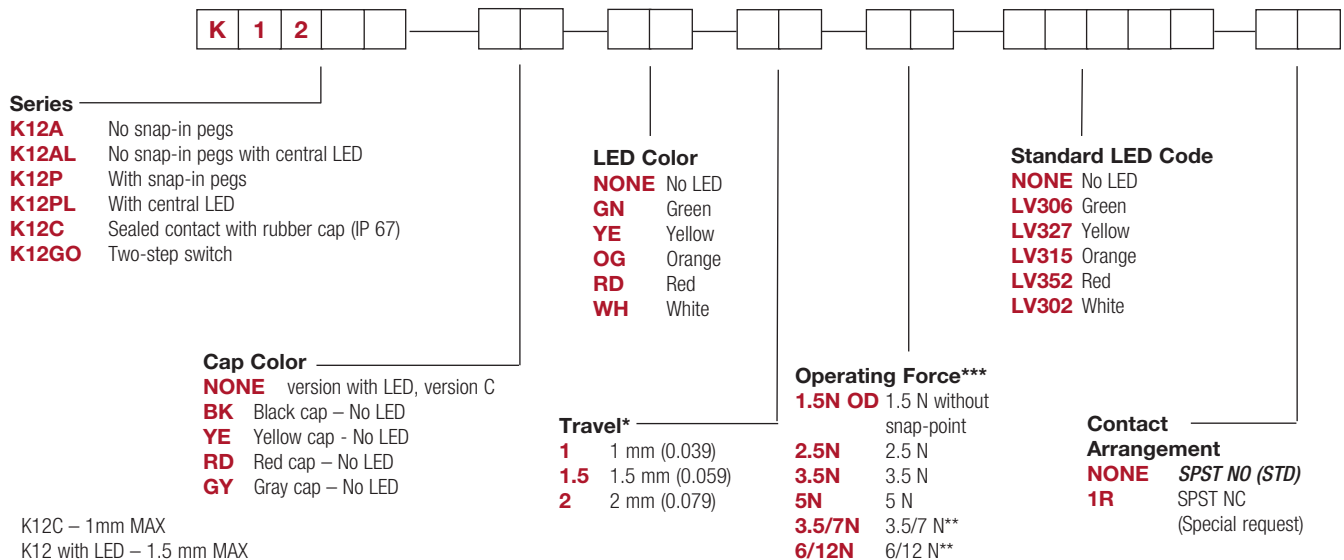 K 1 2
Series
K12A No snap-in pegs
K12AL No snap-in pegs with central LED
K12P With snap-in pegs
K12PL With central LED
K12C Sealed contact with rubber cap (IP 67)
K12GO Two-step switch
LED Color
NONE No LED
GN Green
YE Yellow
OG Orange
RD Red
WH White
Standard LED Code
NONE No LED
LV306 Green
LV327 Yellow
LV315 Orange
LV352 Red
LV302 White
Cap Color
NONE version with LED, version C
BK Black cap – No LED
YE Yellow cap - No LED
RD Red cap – No LED
GY Gray cap – No LED
Travel*
1 1 mm (0.039)
1.5 1.5 mm (0.059)
2 2 mm (0.079)
Operating Force***
1.5N OD 1.5 N without
snap-point
2.5N 2.5 N
3.5N 3.5 N
5N 5 N
3.5/7N 3.5/7 N**
6/12N 6/12 N**
Contact
Arrangement
NONE SPST NO (STD)
1R SPST NC
(Special request)
K12C – 1mm MAX
K12 with LED – 1.5 mm MAX